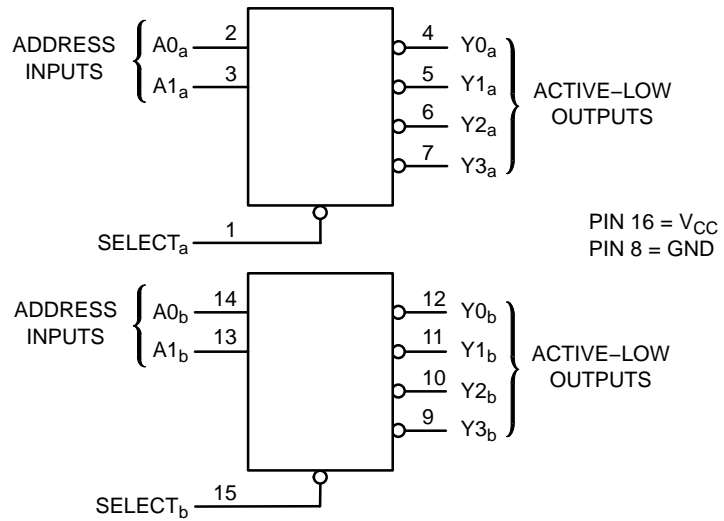 ADDRESS
INPUTS
A0a
A1a
2
3
4
5
6
7
Y0a
Y1a
Y2a
Y3a
ACTIVE–LOW
OUTPUTS
SELECTa
1
PIN 16 = VCC
PIN 8 = GND
ADDRESS
INPUTS
A0b
A1b
14
13
12
11
10
9
Y0b
Y1b
Y2b
Y3b
ACTIVE–LOW
OUTPUTS
SELECTb
15